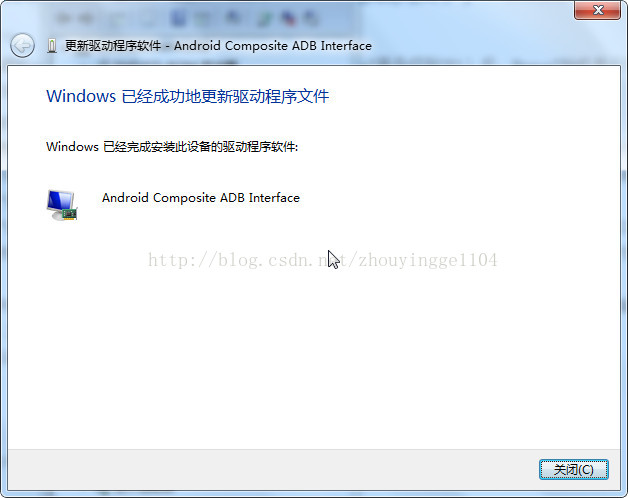 更新驱动程序软件 - Android Composite ADB Interface
Windows 已经成功地更新驱动程序文件
Windows 已经完成安装此设备的驱动程序软件:
Android Composite ADB Interface
http://blog.csdn.net/zhouyingge1104
关闭(C)